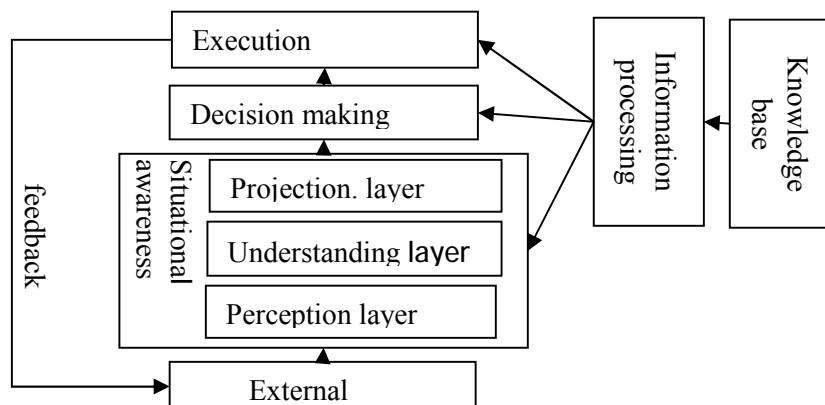 Execution
Decision making
Situational
awareness
Projection. layer
Understanding layer
Perception layer
External
feedback
Information
processing
Knowledge
base